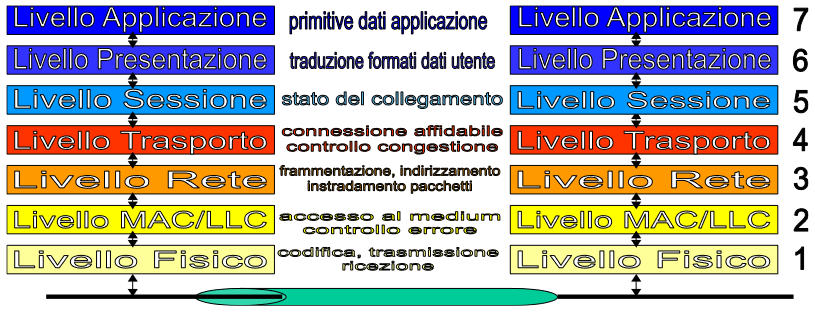 Livello Applicazione primitive dati applicazione Livello Applicazione 7
Livello Presentazione traduzione formati dati utente Livello Presentazione 6
Livello Sessione stato del collegamento Livello Sessione 5
Livello Trasporto connessione affidabile Livello Trasporto 4
controllo congestione
Livello Rete frammentazione, indirizzamento Livello Rete 3
instradamento pacchetti
Livello MAC/LLC accesso al medium Livello MAC/LLC 2
controllo errore
Livello Fisico codifica, trasmissione Livello Fisico 1
ricezione